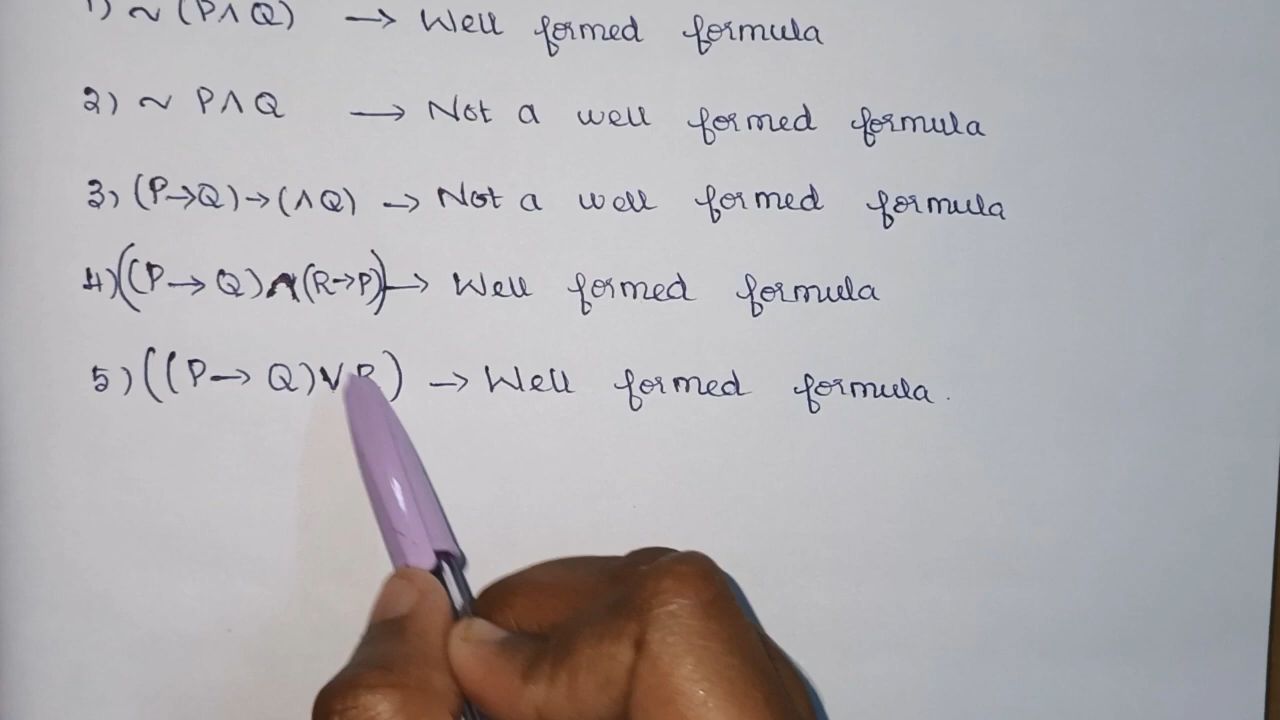 1) ~ (P∧Q) → Well formed formula
2) ~ P∧Q → Not a well formed formula
3) (P→Q)→(∧Q) → Not a well formed formula
4) ((P→Q)∧(R→P)) → Well formed formula
5) ((P→Q)∨R) → Well formed formula.